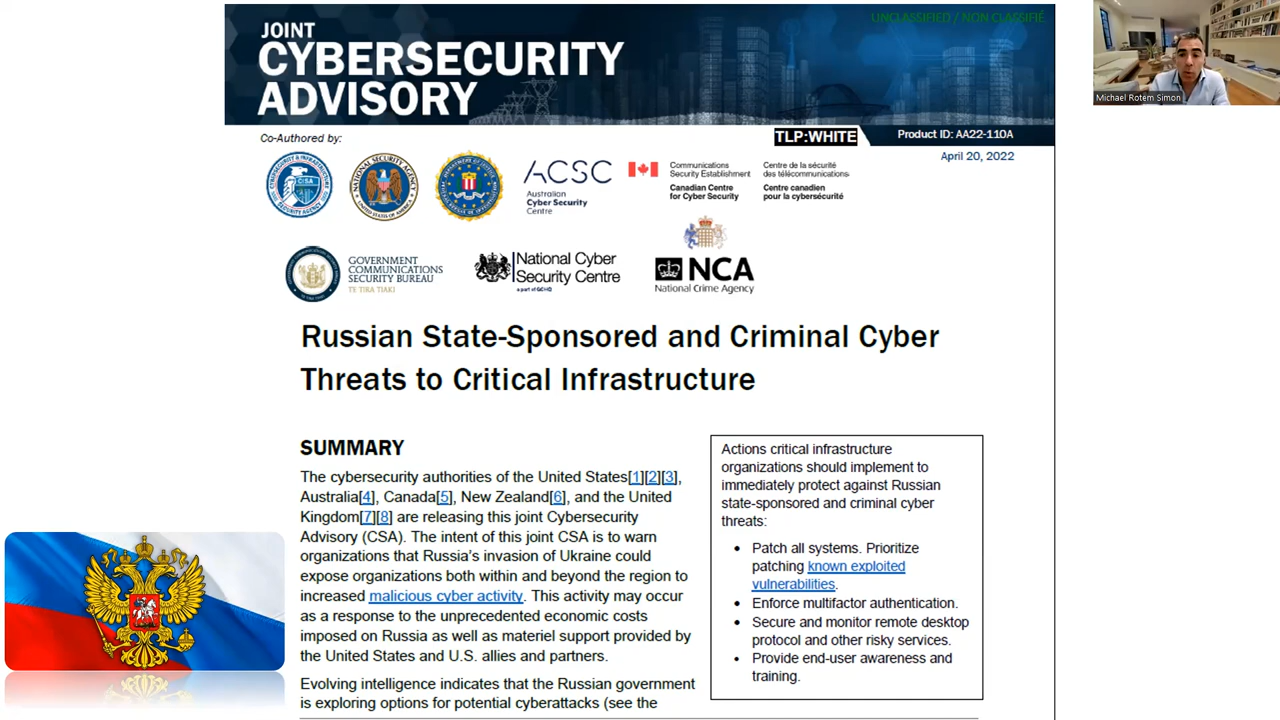 JOINT
CYBERSECURITY
ADVISORY
UNCLASSIFIED / NON CLASSIFIÉ
Michael Rotem Simon
Co-Authored by:
TLP:WHITE
Product ID: AA22-110A
April 20, 2022
ACSC
Australian
Cyber Security
Centre
Communications
Security Establishment
Canadian Centre
for Cyber Security
Centre de la sécurité
des télécommunications
Centre canadien
pour la cybersécurité
GOVERNMENT
COMMUNICATIONS
SECURITY BUREAU
TE TIRA TIAKI
National Cyber
Security Centre
a part of GCHQ
NCA
National Crime Agency
Russian State-Sponsored and Criminal Cyber
Threats to Critical Infrastructure
SUMMARY
The cybersecurity authorities of the United States[1][2][3],
Australia[4], Canada[5], New Zealand[6], and the United
Kingdom[7][8] are releasing this joint Cybersecurity
Advisory (CSA). The intent of this joint CSA is to warn
organizations that Russia's invasion of Ukraine could
expose organizations both within and beyond the region to
increased malicious cyber activity. This activity may occur
as a response to the unprecedented economic costs
imposed on Russia as well as materiel support provided by
the United States and U.S. allies and partners.
Evolving intelligence indicates that the Russian government
is exploring options for potential cyberattacks (see the
Actions critical infrastructure
organizations should implement to
immediately protect against Russian
state-sponsored and criminal cyber
threats:
• Patch all systems. Prioritize
patching known exploited
vulnerabilities.
• Enforce multifactor authentication.
• Secure and monitor remote desktop
protocol and other risky services.
• Provide end-user awareness and
training.